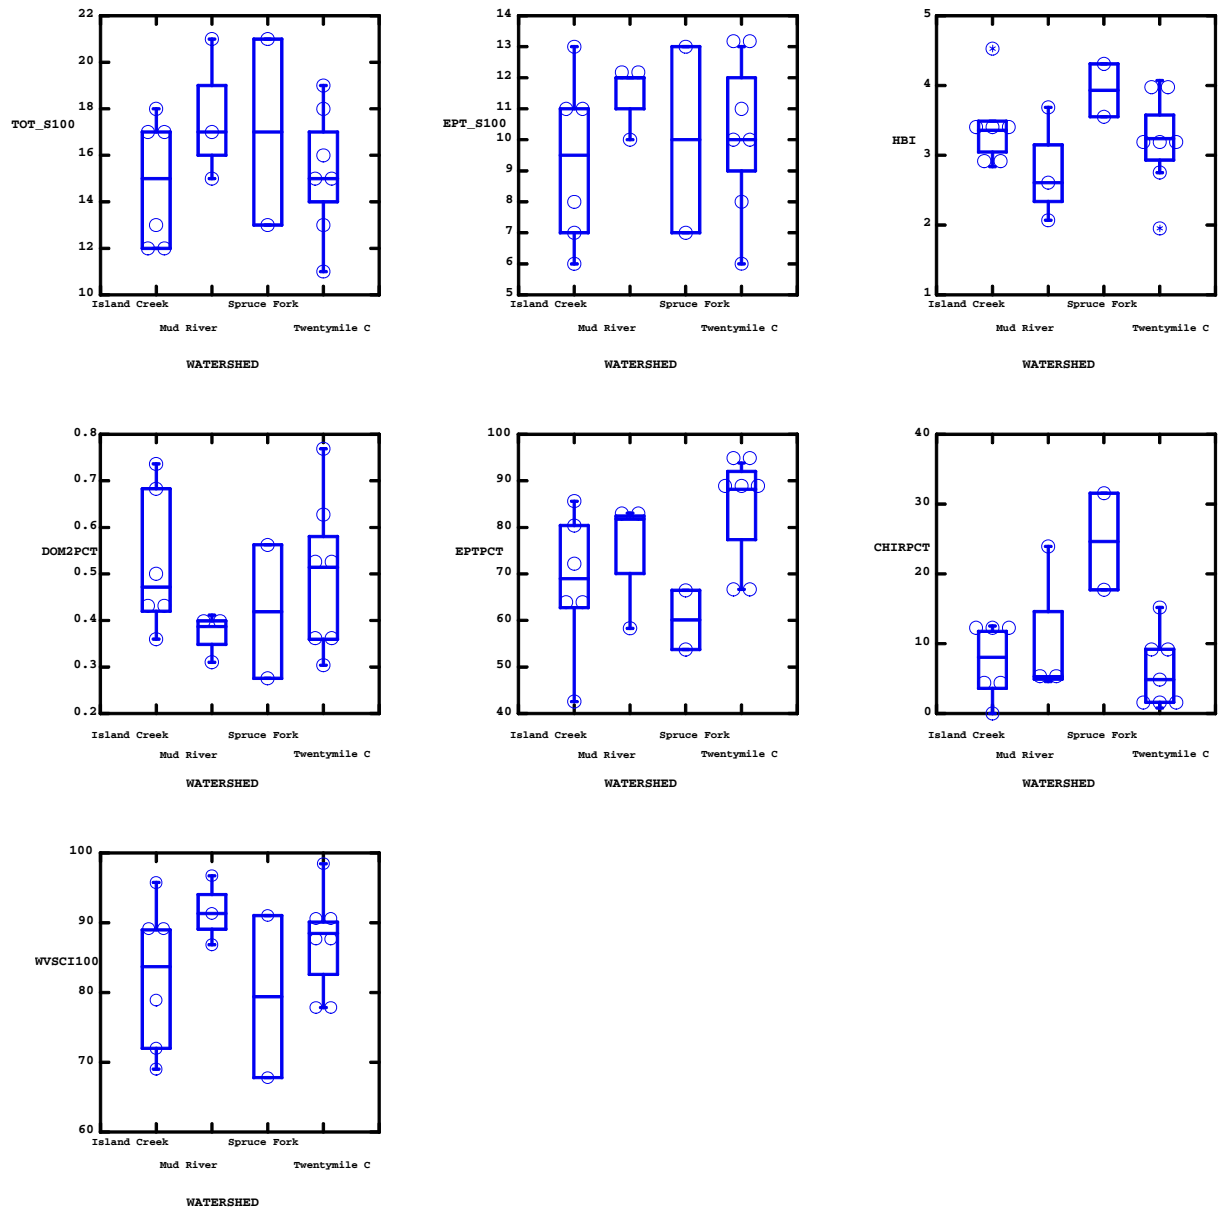 22
20
18
16
14
12
10
TOT_S100
Island Creek Spruce Fork
Mud River Twentymile C
WATERSHED
14
13
12
11
10
9
8
7
6
5
EPT_S100
Island Creek Spruce Fork
Mud River Twentymile C
WATERSHED
5
4
3
2
1
HBI
Island Creek Spruce Fork
Mud River Twentymile C
WATERSHED
0.8
0.7
0.6
0.5
0.4
0.3
0.2
DOM2PCT
Island Creek Spruce Fork
Mud River Twentymile C
WATERSHED
100
90
80
70
60
50
40
EPTPCT
Island Creek Spruce Fork
Mud River Twentymile C
WATERSHED
40
30
20
10
0
CHIRPCT
Island Creek Spruce Fork
Mud River Twentymile C
WATERSHED
100
90
80
70
60
WVSCI100
Island Creek Spruce Fork
Mud River Twentymile C
WATERSHED